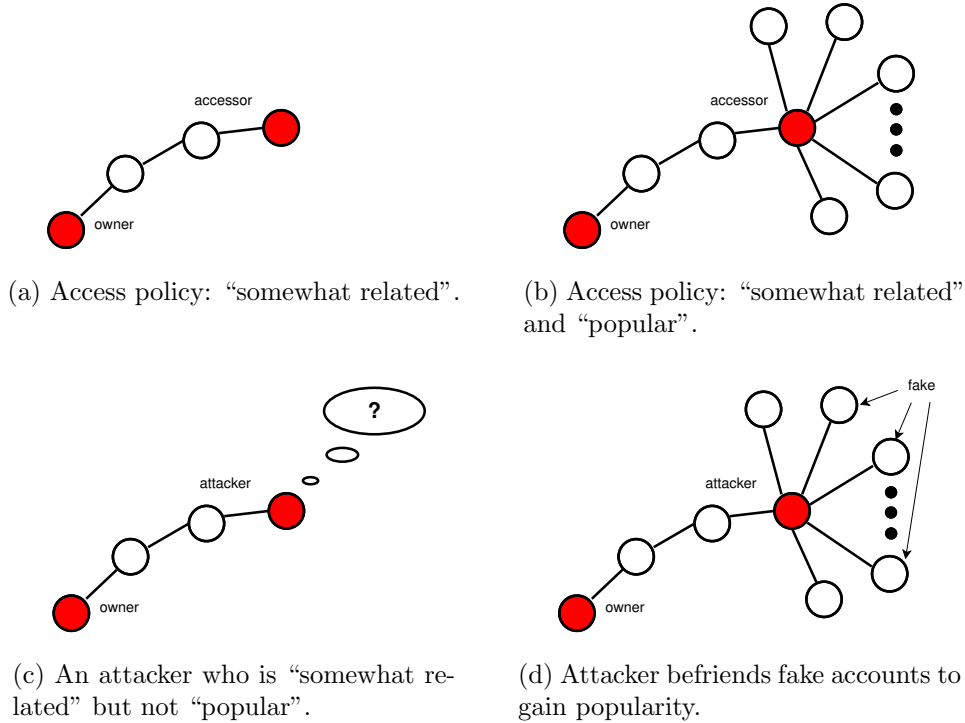 accessor
owner
(a) Access policy: “somewhat related”.
accessor
owner
(b) Access policy: “somewhat related”
and “popular”.
?
attacker
owner
(c) An attacker who is “somewhat re-
lated” but not “popular”.
fake
attacker
owner
(d) Attacker befriends fake accounts to
gain popularity.